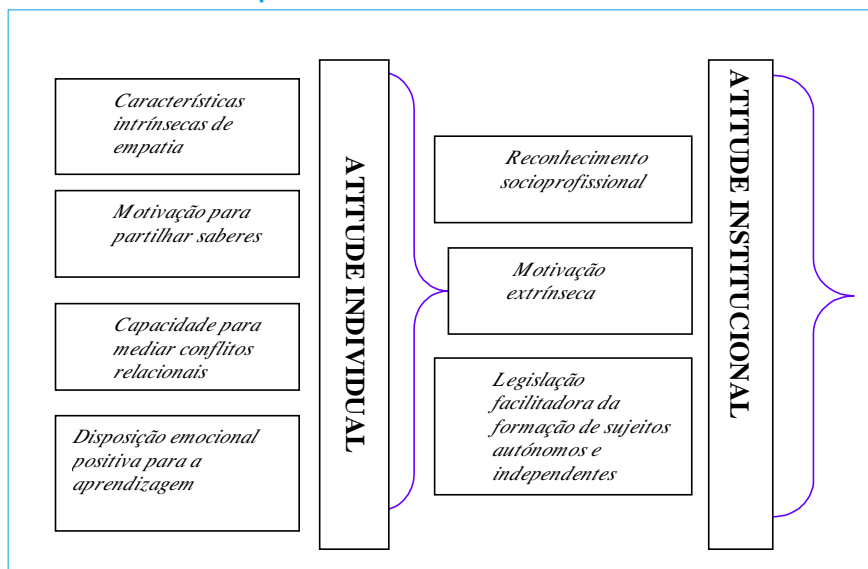 Características
intrínsecas de
empatia
Motivação para
partilhar saberes
Capacidade para
mediar conflitos
relacionais
Disposição emocional
positiva para a
aprendizagem
ATITUDE INDIVIDUAL
Reconhecimento
socioprofissional
Motivação
extrínseca
Legislação
facilitadora da
formação de sujeitos
autónomos e
independentes
ATITUDE INSTITUCIONAL